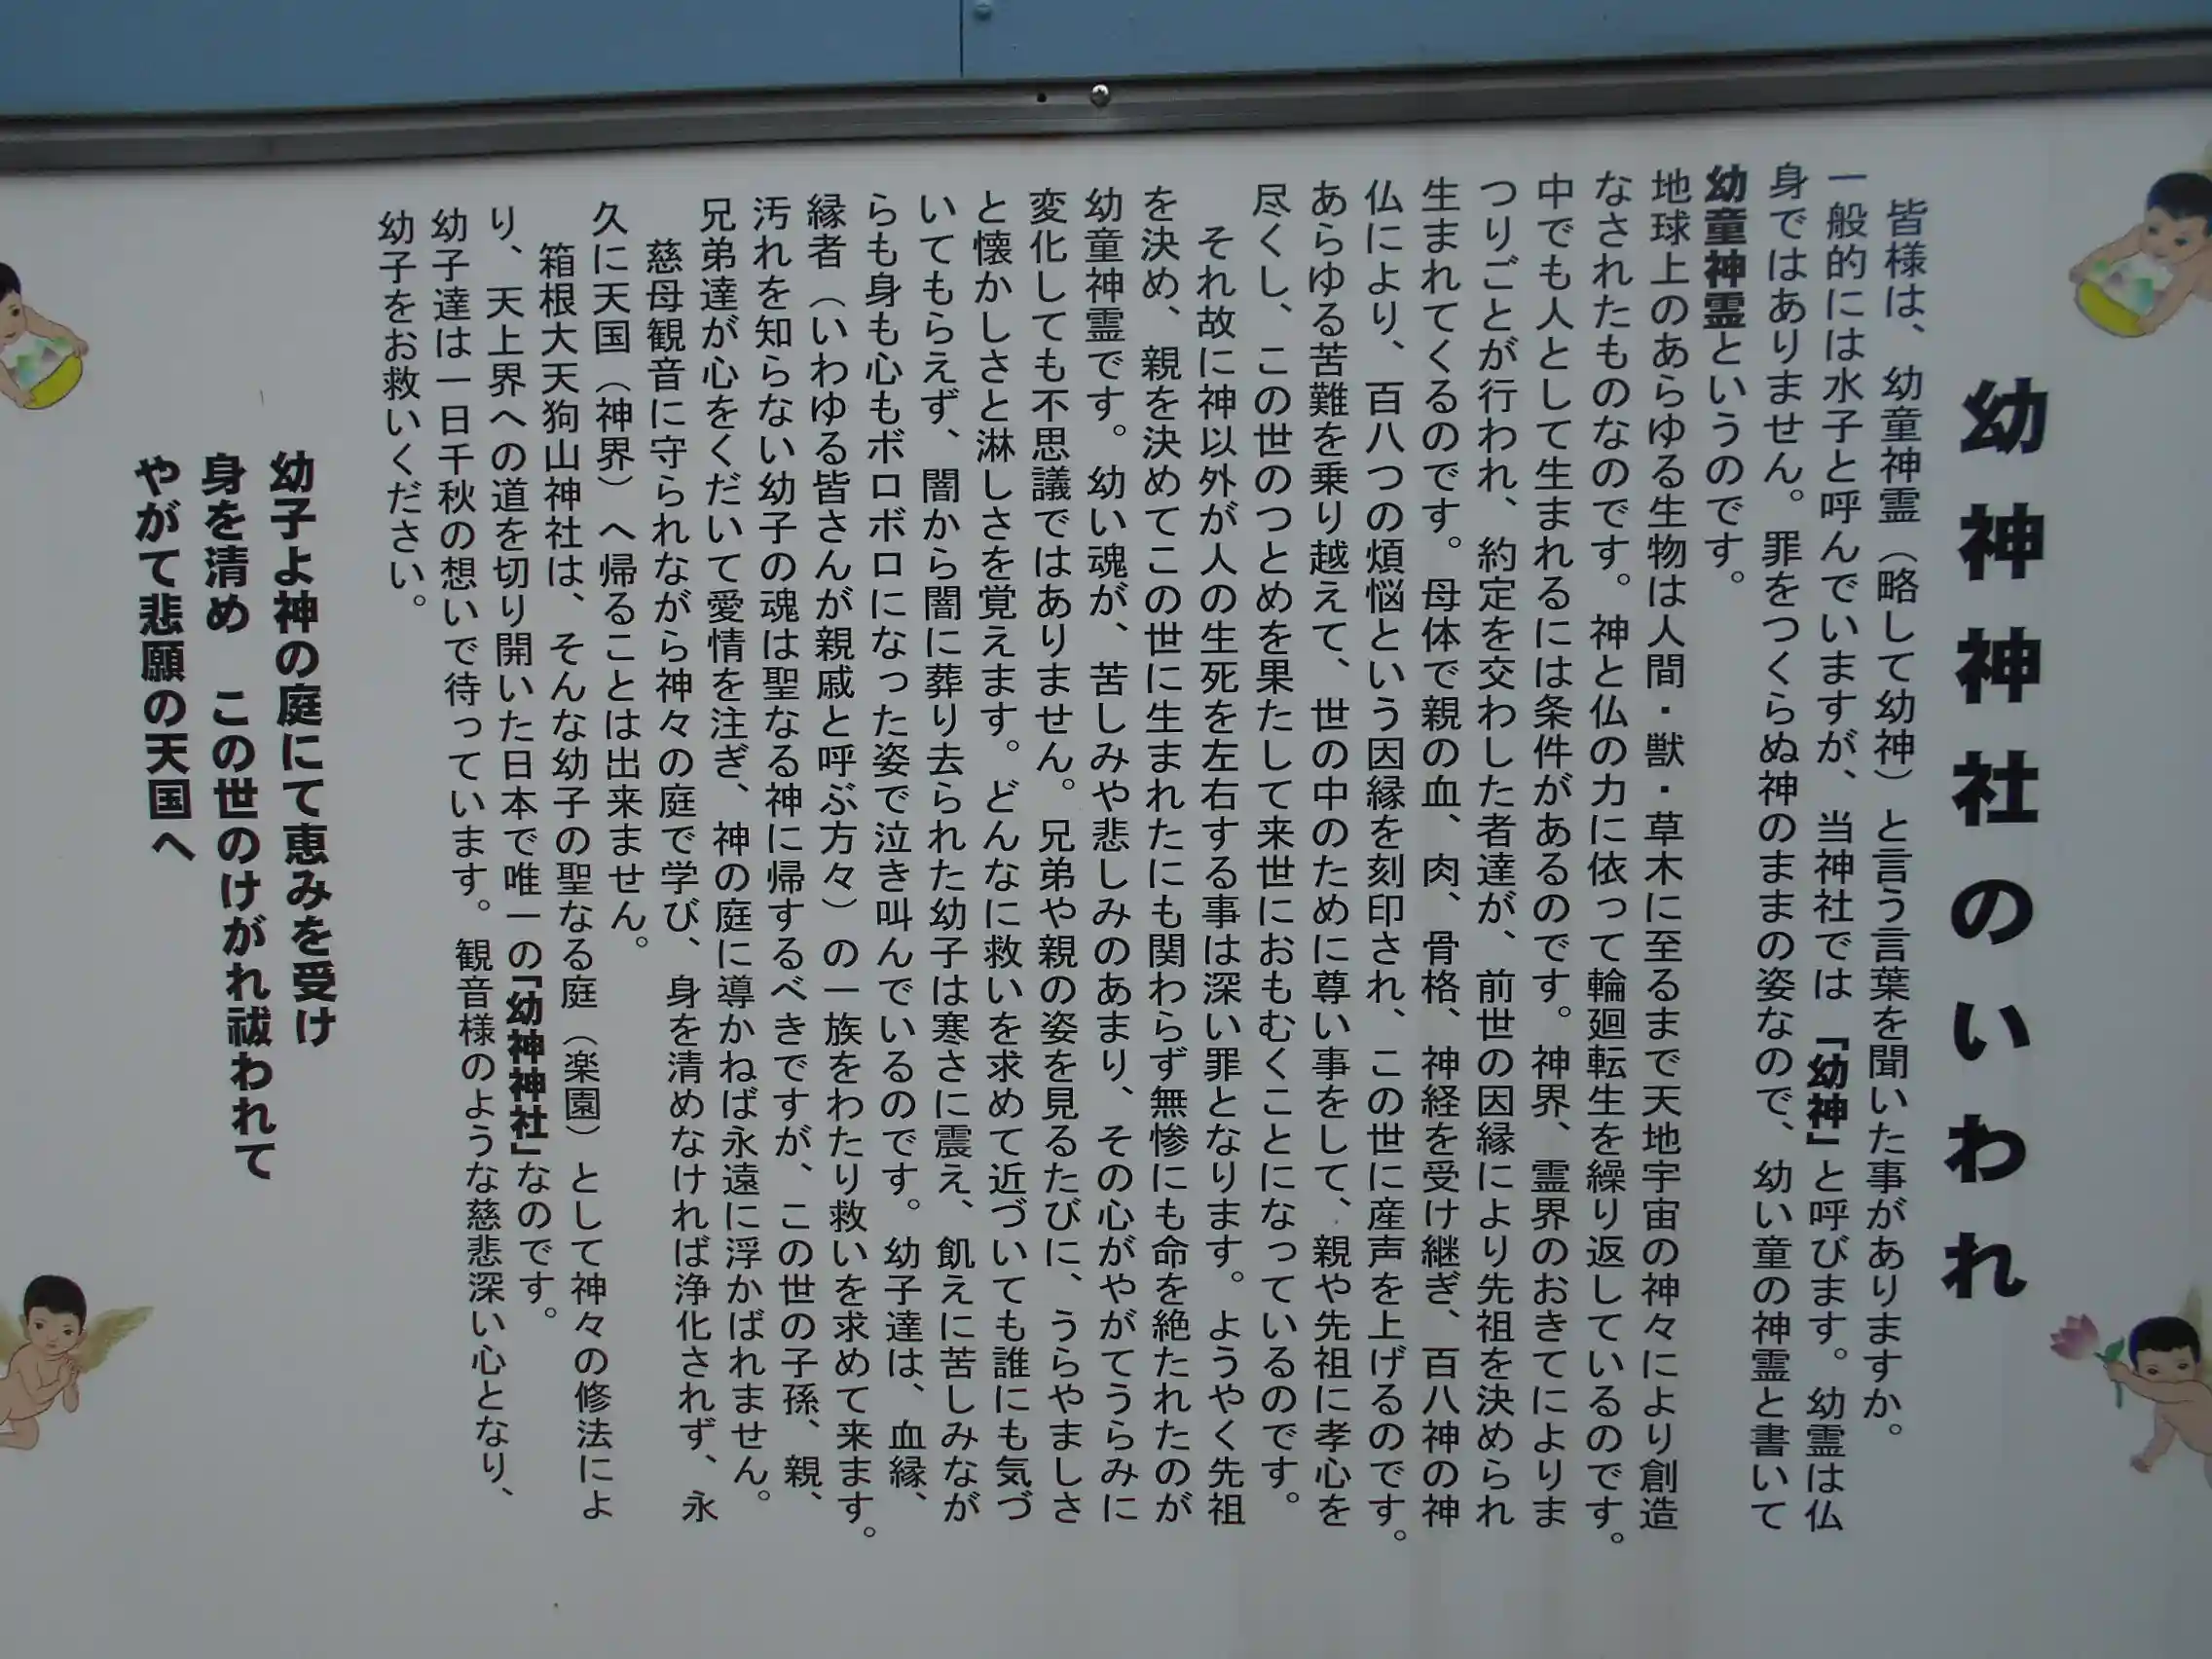 幼神神社のいわれ
皆様は、幼童神霊（略して幼神）と言う言葉を聞いた事がありますか。
一般的には水子と呼んでいますが、当神社では「幼神」と呼びます。幼霊は仏
身ではありません。罪をつくらぬ神のままの姿なので、幼い童の神霊と書いて
幼童神霊というのです。
地球上のあらゆる生物は人間・獣・草木に至るまで天地宇宙の神々により創造
なされたものなのです。神と仏の力に依って輪廻転生を繰り返しているのです。
中でも人として生まれるには条件があるのです。神界、霊界のおきてによりま
つりごとが行われ、約定を交わした者達が、前世の因縁により先祖を決められ
生まれてくるのです。母体で親の血、肉、骨格、神経を受け継ぎ、百八神の神
仏により、百八つの煩悩という因縁を刻印され、この世に産声を上げるのです。
あらゆる苦難を乗り越えて、世の中のために尊い事をして、親や先祖に孝心を
尽くし、この世のつとめを果たして来世におもむくことになっているのです。
それ故に神以外が人の生死を左右する事は深い罪となります。ようやく先祖
を決め、親を決めてこの世に生まれたにも関わらず無惨にも命を絶たれたのが
幼童神霊です。幼い魂が、苦しみや悲しみのあまり、その心がやがてうらみに
変化しても不思議ではありません。兄弟や親の姿を見るたびに、うらやましさ
と懐かしさと淋しさを覚えます。どんなに救いを求めて近づいても誰にも気づ
いてもらえず、闇から闇に葬り去られた幼子は寒さに震え、飢えに苦しみなが
らも身も心もボロボロになった姿で泣き叫んでいるのです。幼子達は、血縁、
縁者（いわゆる皆さんが親戚と呼ぶ方々）の一族をわたり救いを求めて来ます。
汚れを知らない幼子の魂は聖なる神に帰するべきですが、この世の子孫、親、
兄弟達が心をくだいて愛情を注ぎ、神の庭に導かねば永遠に浮かばれません。
慈母観音に守られながら神々の庭で学び、身を清めなければ浄化されず、永
久に天国（神界）へ帰ることは出来ません。
箱根大天狗山神社は、そんな幼子の聖なる庭（楽園）として神々の修法によ
り、天上界への道を切り開いた日本で唯一の「幼神神社」なのです。
幼子達は一日千秋の想いで待っています。観音様のような慈悲深い心となり、
幼子をお救いください。
幼子よ神の庭にて恵みを受け
身を清め　この世のけがれ祓われて
やがて悲願の天国へ